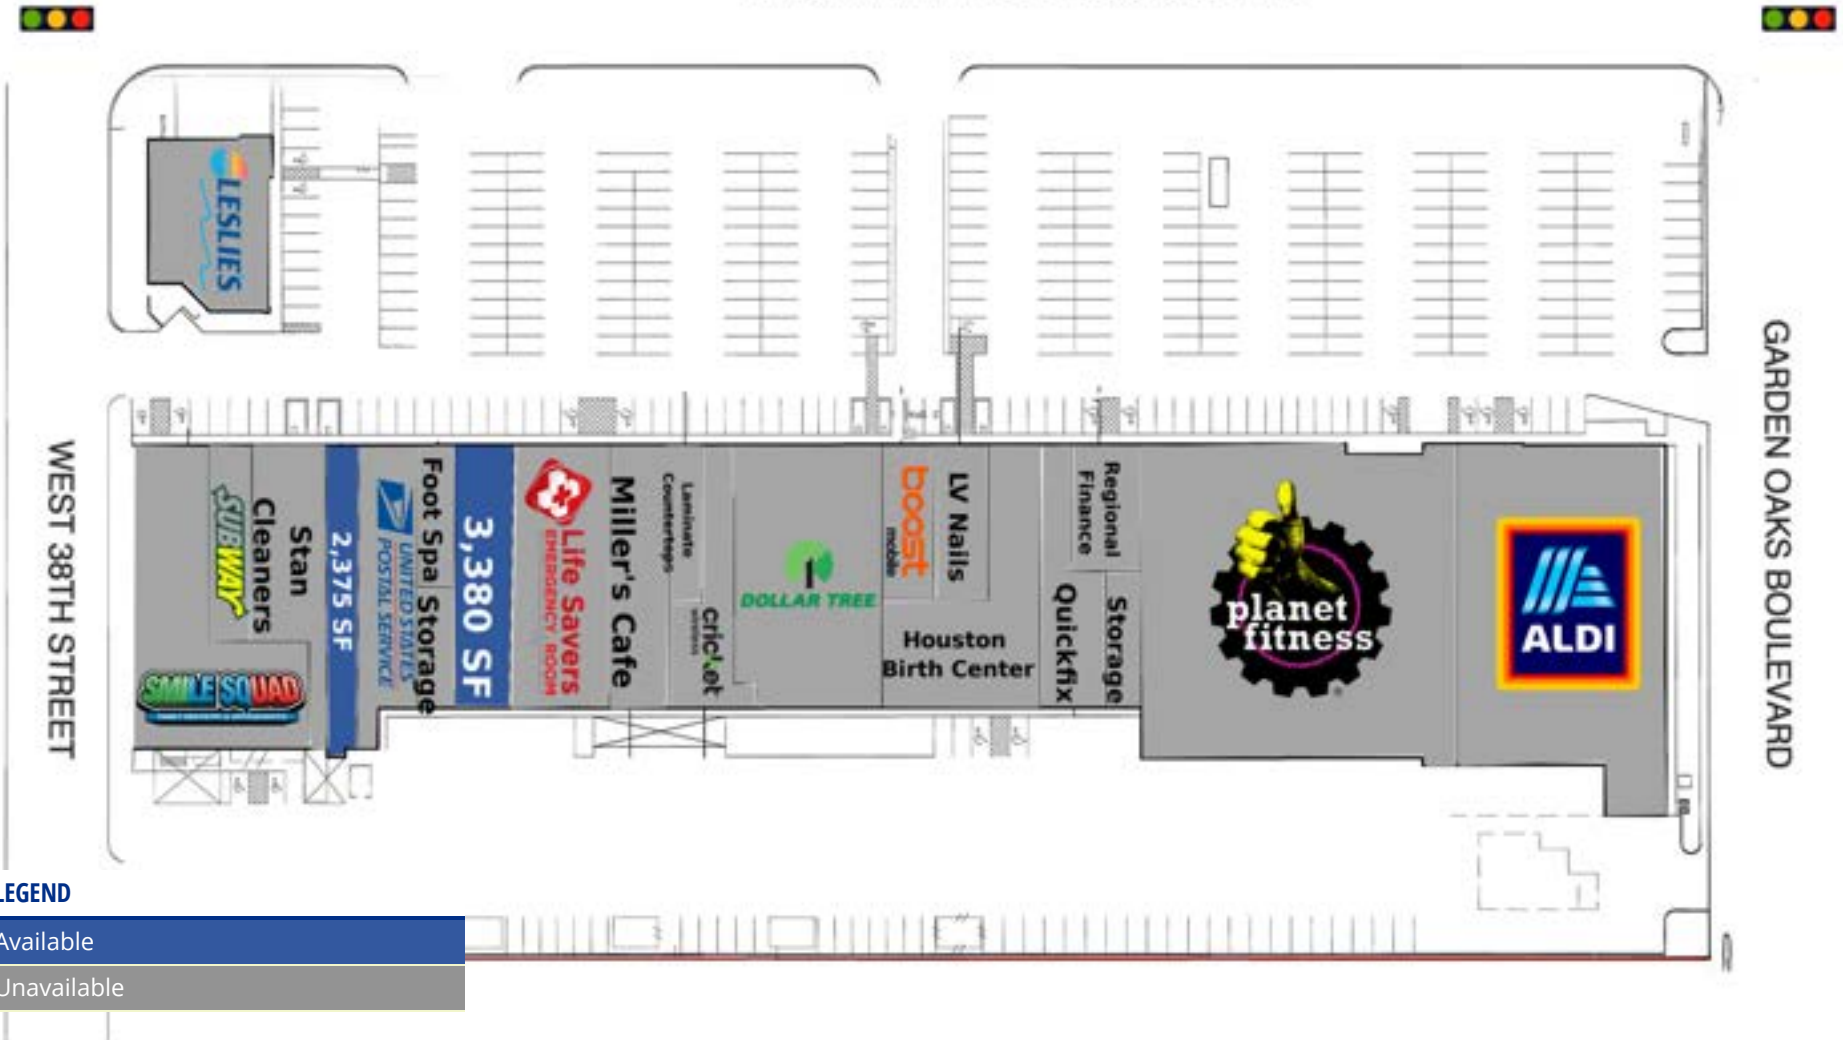 LESLIES
WEST 38TH STREET
GARDEN OAKS BOULEVARD
SUBWAY
Stan
Cleaners
SMILE SQUAD
2,375 SF
UNITED STATES
POSTAL SERVICE
Foot Spa
Storage
3,380 SF
Life Savers
EMERGENCY ROOM
Miller's Cafe
Laminate
Countertops
cricket
wireless
DOLLAR TREE
boost
mobile
LV Nails
Houston
Birth Center
Regional
Finance
Quickfix
Storage
planet
fitness
ALDI
LEGEND
Available
Unavailable